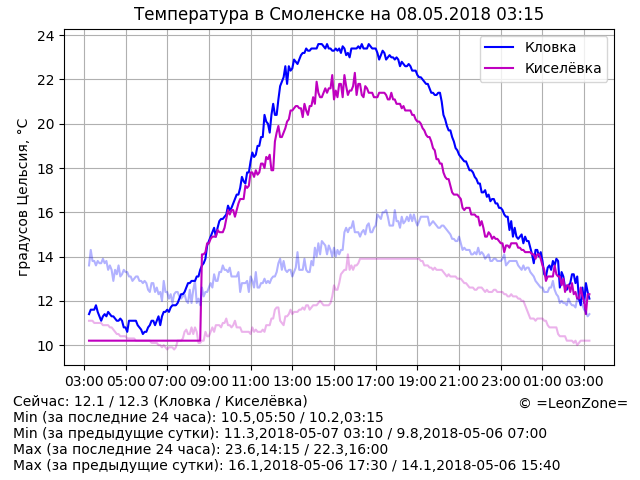 Температура в Смоленске на 08.05.2018 03:15
градусов Цельсия, °C
24
22
20
18
16
14
12
10
Кловка
Киселёвка
03:00 05:00 07:00 09:00 11:00 13:00 15:00 17:00 19:00 21:00 23:00 01:00 03:00
Сейчас: 12.1 / 12.3 (Кловка / Киселёвка)
© =LeonZone=
Min (за последние 24 часа): 10.5,05:50 / 10.2,03:15
Min (за предыдущие сутки): 11.3,2018-05-07 03:10 / 9.8,2018-05-06 07:00
Max (за последние 24 часа): 23.6,14:15 / 22.3,16:00
Max (за предыдущие сутки): 16.1,2018-05-06 17:30 / 14.1,2018-05-06 15:40